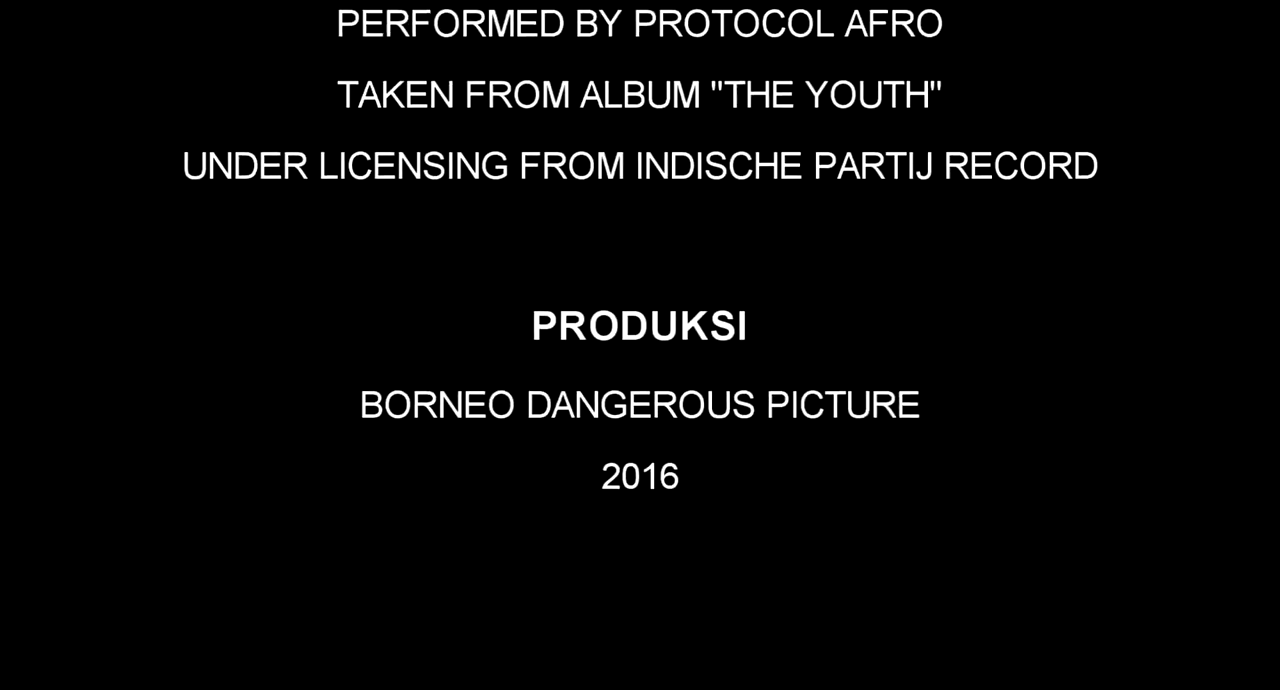 PERFORMED BY PROTOCOL AFRO
TAKEN FROM ALBUM "THE YOUTH"
UNDER LICENSING FROM INDISCHE PARTIJ RECORD
PRODUKSI
BORNEO DANGEROUS PICTURE
2016